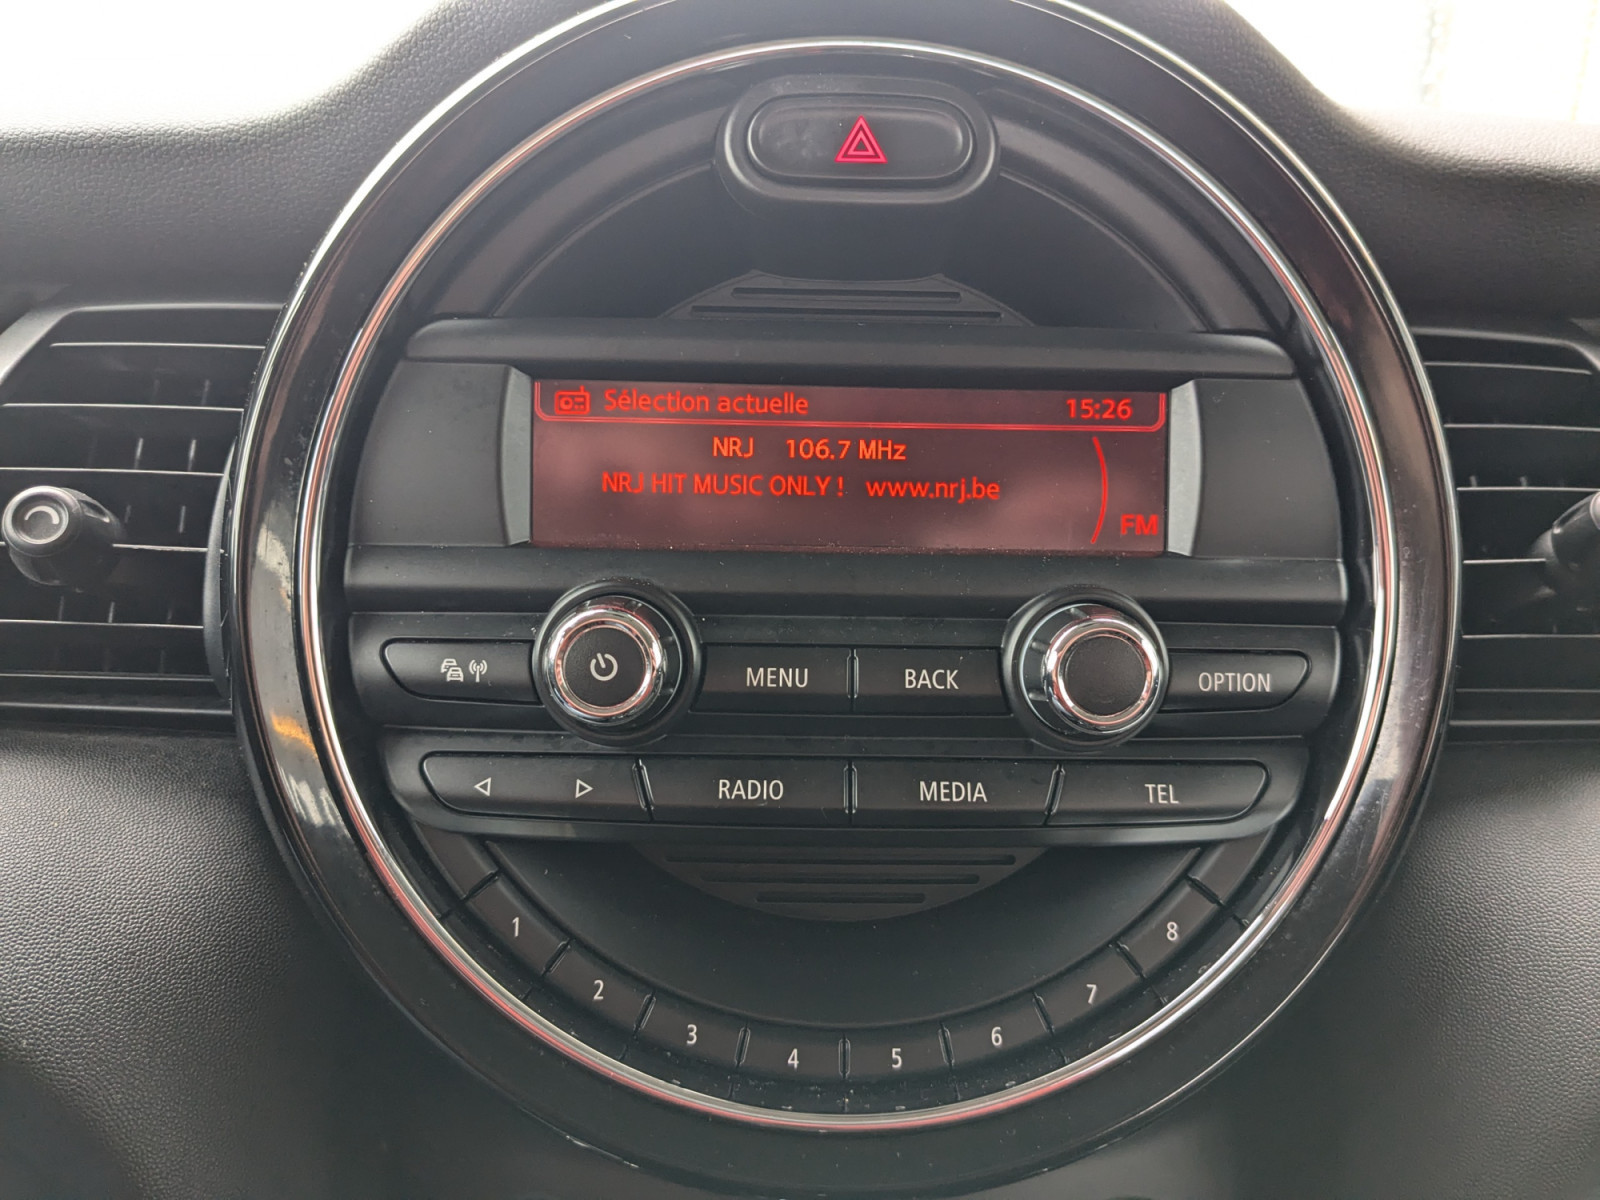 Sélection actuelle 15:26
NRJ 106.7 MHz
NRJ HIT MUSIC ONLY ! www.nrj.be
FM
MENU BACK OPTION
RADIO MEDIA TEL
1 2 3 4 5 6 7 8